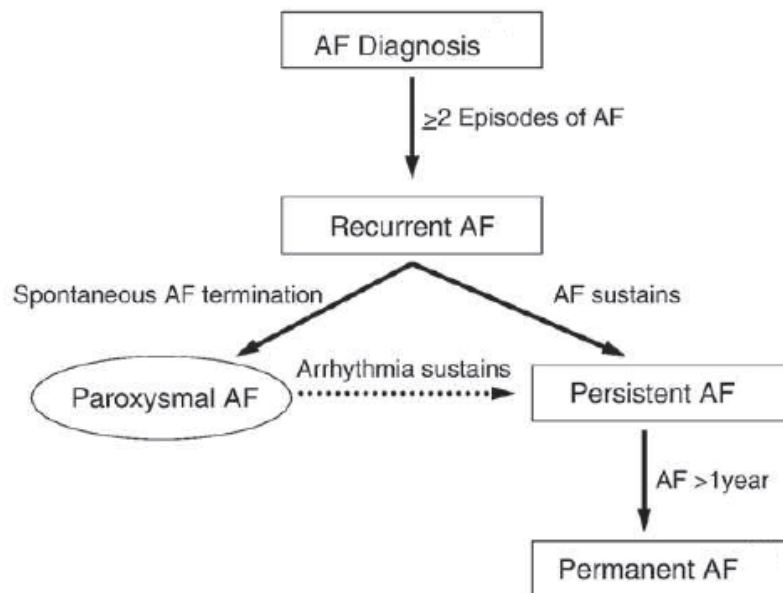 AF Diagnosis
≥2 Episodes of AF
Recurrent AF
Spontaneous AF termination
AF sustains
Paroxysmal AF
Arrhythmia sustains
Persistent AF
AF >1year
Permanent AF